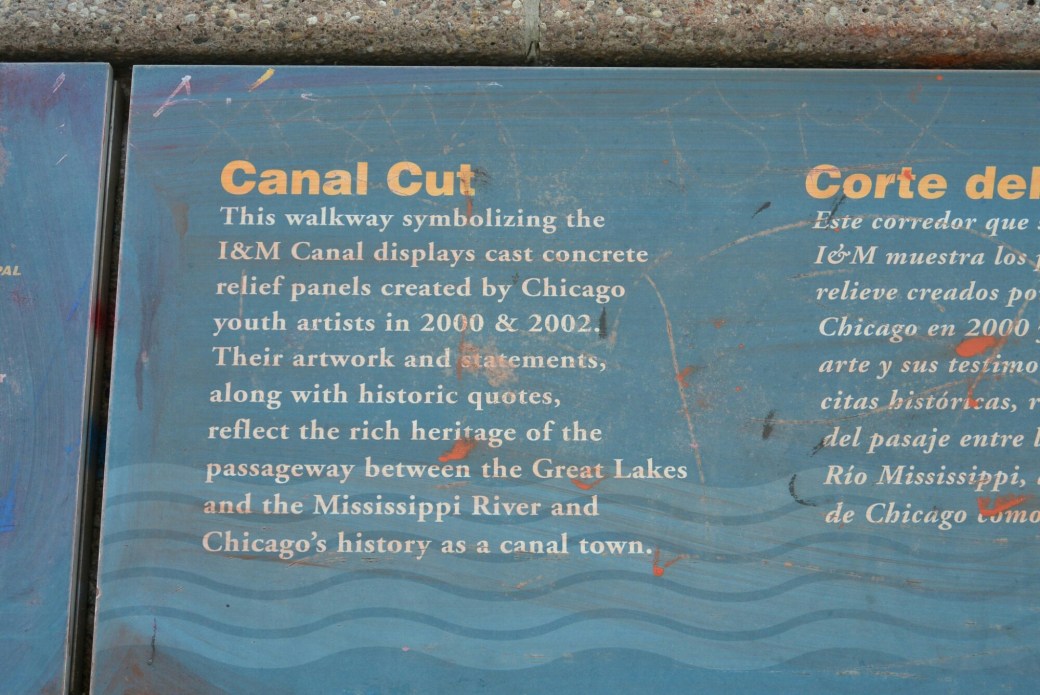 Canal Cut
This walkway symbolizing the
I&M Canal displays cast concrete
relief panels created by Chicago
youth artists in 2000 & 2002.
Their artwork and statements,
along with historic quotes,
reflect the rich heritage of the
passageway between the Great Lakes
and the Mississippi River and
Chicago's history as a canal town.
Corte del
Este corredor que
I&M muestra los
relieve creados
Chicago en 2000
arte y sus
citas históricas,
del pasaje entre
Río Mississippi,
de Chicago como